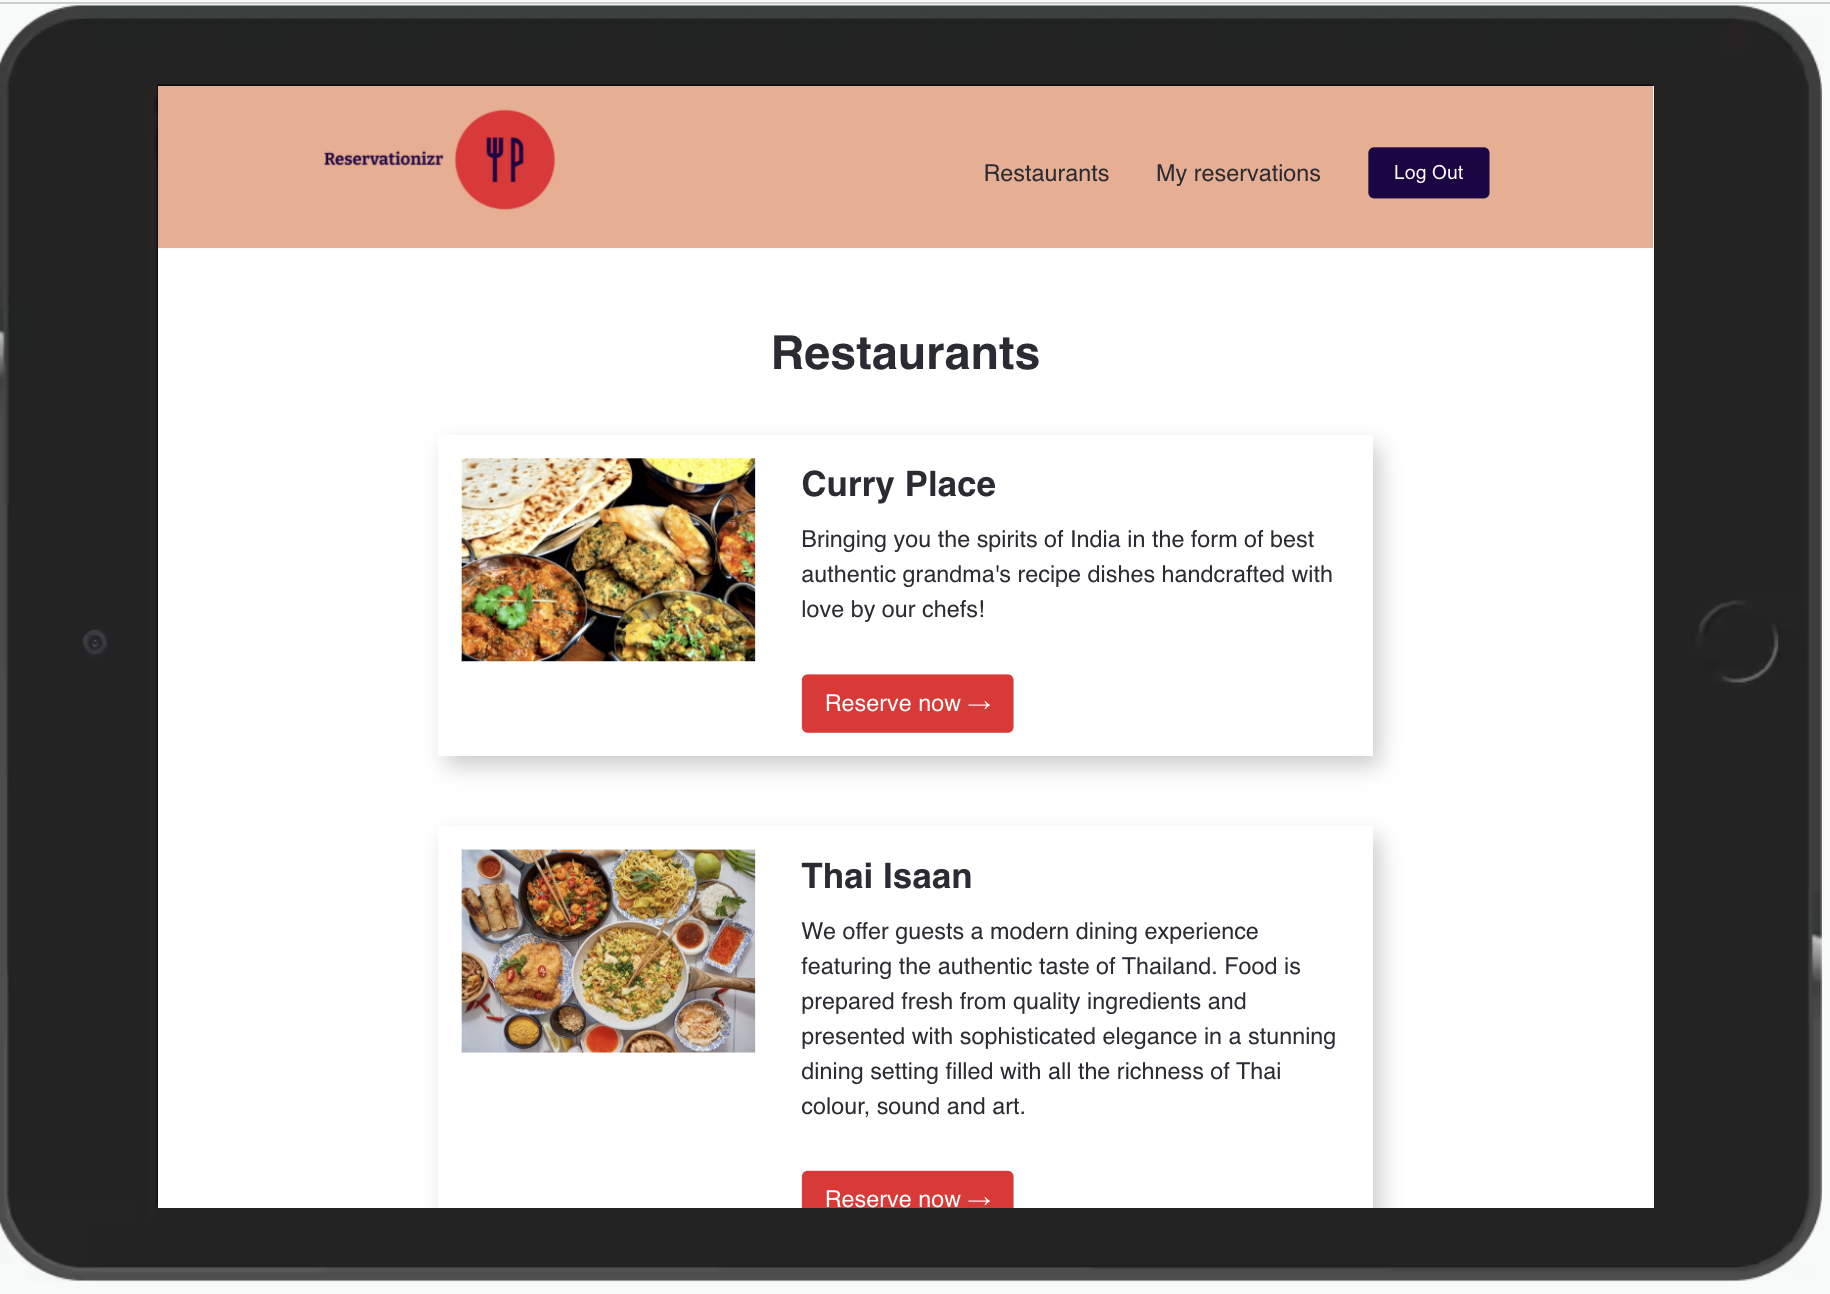 Reservationizr
Restaurants
My reservations
Log Out
Restaurants
Curry Place
Bringing you the spirits of India in the form of best
authentic grandma's recipe dishes handcrafted with
love by our chefs!
Reserve now →
Thai Isaan
We offer guests a modern dining experience
featuring the authentic taste of Thailand. Food is
prepared fresh from quality ingredients and
presented with sophisticated elegance in a stunning
dining setting filled with all the richness of Thai
colour, sound and art.
Reserve now →